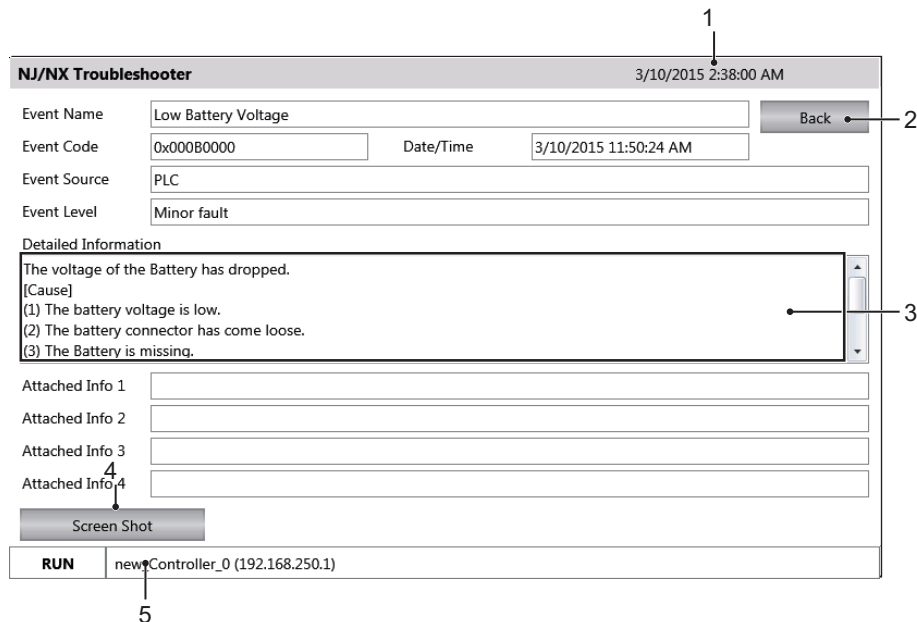 1
NJ/NX Troubleshooter 3/10/2015 2:38:00 AM
Event Name Low Battery Voltage Back 2
Event Code 0x000B0000 Date/Time 3/10/2015 11:50:24 AM
Event Source PLC
Event Level Minor fault
Detailed Information
The voltage of the Battery has dropped.
[Cause]
(1) The battery voltage is low. 3
(2) The battery connector has come loose.
(3) The Battery is missing.
Attached Info 1
Attached Info 2
Attached Info 3
4
Attached Info 4
Screen Shot
RUN new_Controller_0 (192.168.250.1)
5